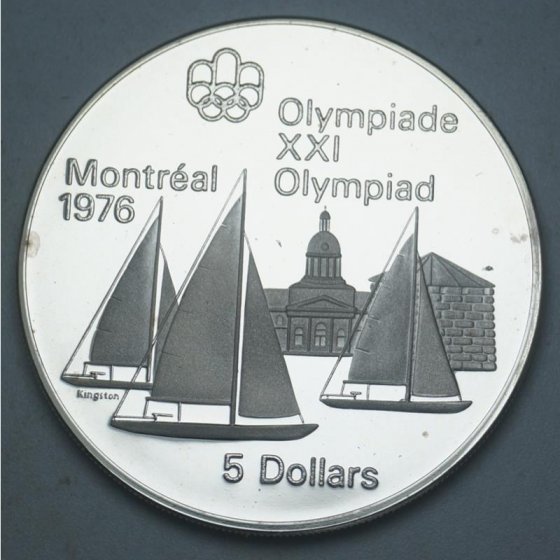 Olympiade
XXI
Olympiad
Montréal
1976
Kingston
5 Dollars